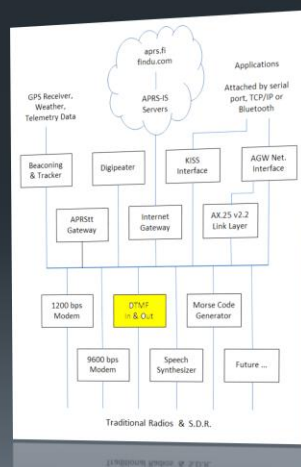 aprs.fi
findu.com
GPS Receiver,
Weather,
Telemetry Data
APRS-IS
Servers
Applications
Attached by serial
port, TCP/IP or
Bluetooth
Beaconing
& Tracker
Digipeater
KISS
Interface
AGW Net.
Interface
APRStt
Gateway
Internet
Gateway
AX.25 v2.2
Link Layer
1200 bps
Modem
DTMF
In & Out
Morse Code
Generator
9600 bps
Modem
Speech
Synthesizer
Future ...
Traditional Radios & S.D.R.